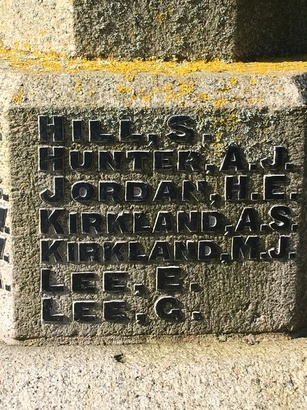 HILL, S.
HUNTER, A.J.
JORDAN, H.E.
KIRKLAND, A.S.
KIRKLAND, M.J.
LEE, E.
LEE, G.